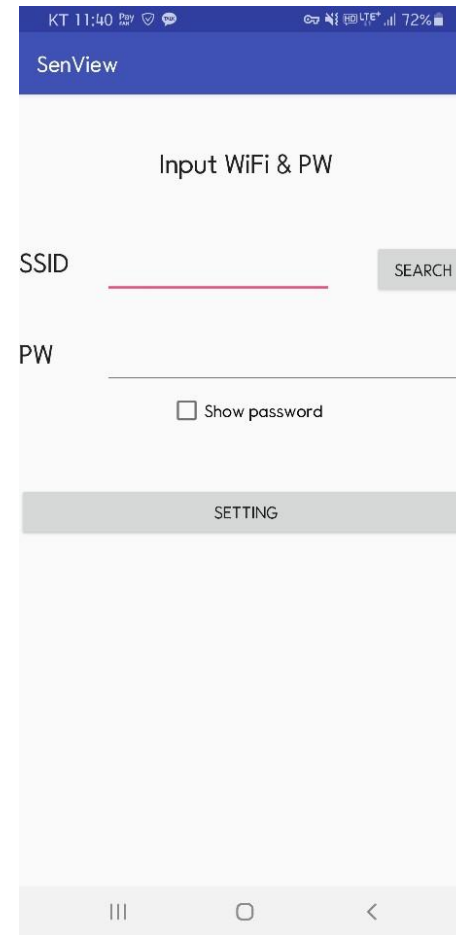 KT 11:40
72%
SenView
Input WiFi & PW
SSID
SEARCH
PW
Show password
SETTING